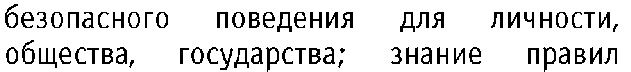 безопасного поведения для личности,
общества, государства; знание правил